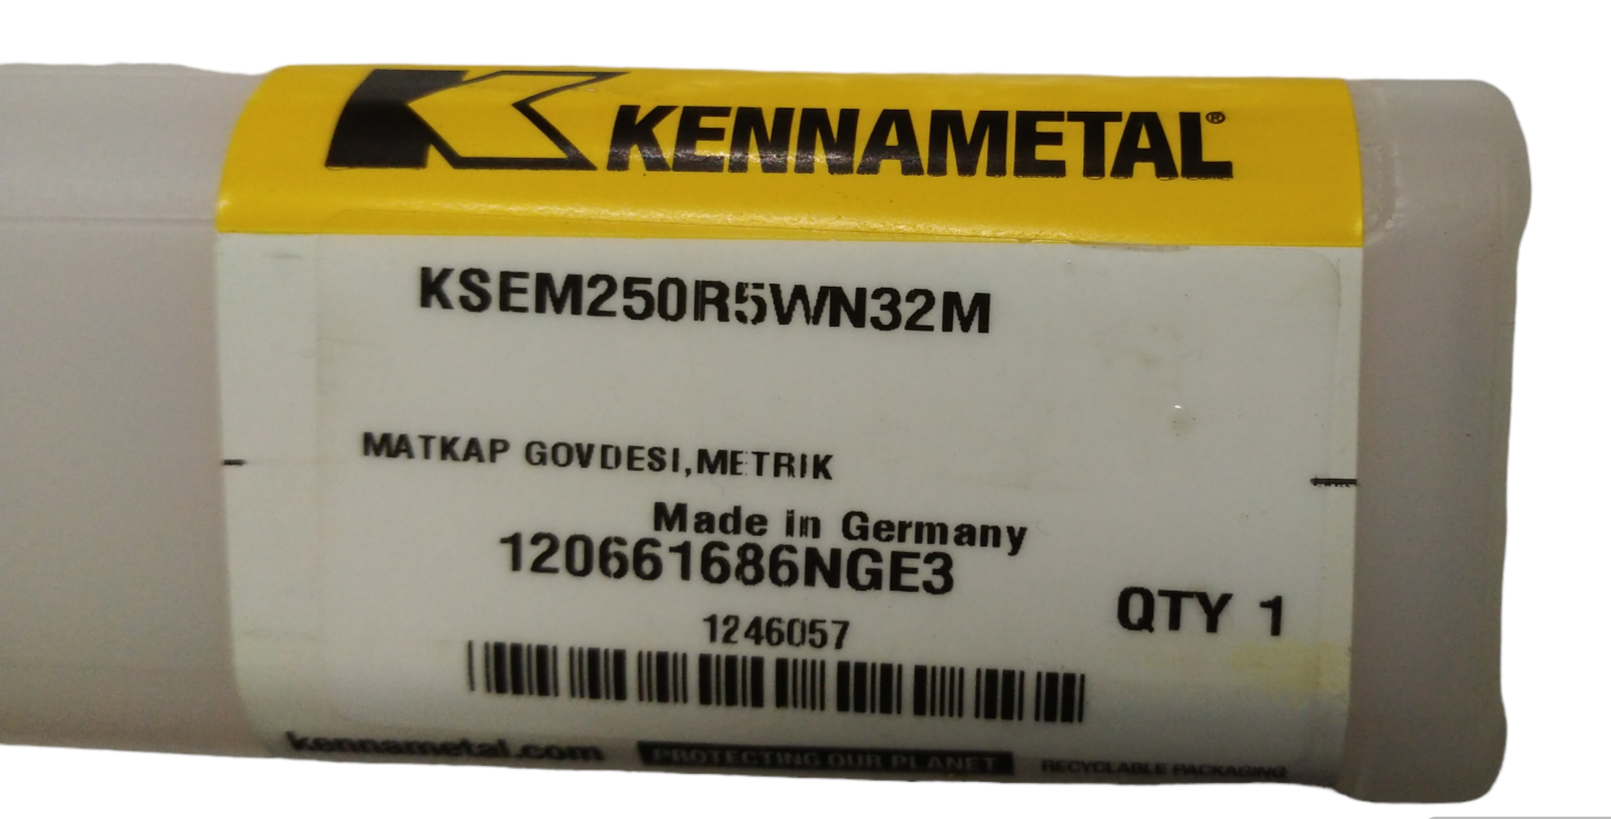 KENNAMETAL®
KSEM250R5WN32M
MATKAP GOVDESI,METRIK
Made in Germany
120661686NGE3
QTY 1
1246057
kennametal.com PROTECTING OUR PLANET RECYCLABLE PACKAGING